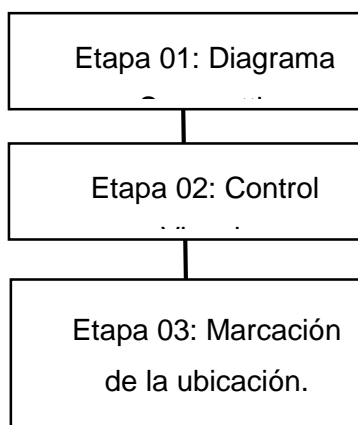 Etapa 01: Diagrama
Etapa 02: Control
Etapa 03: Marcación
de la ubicación.